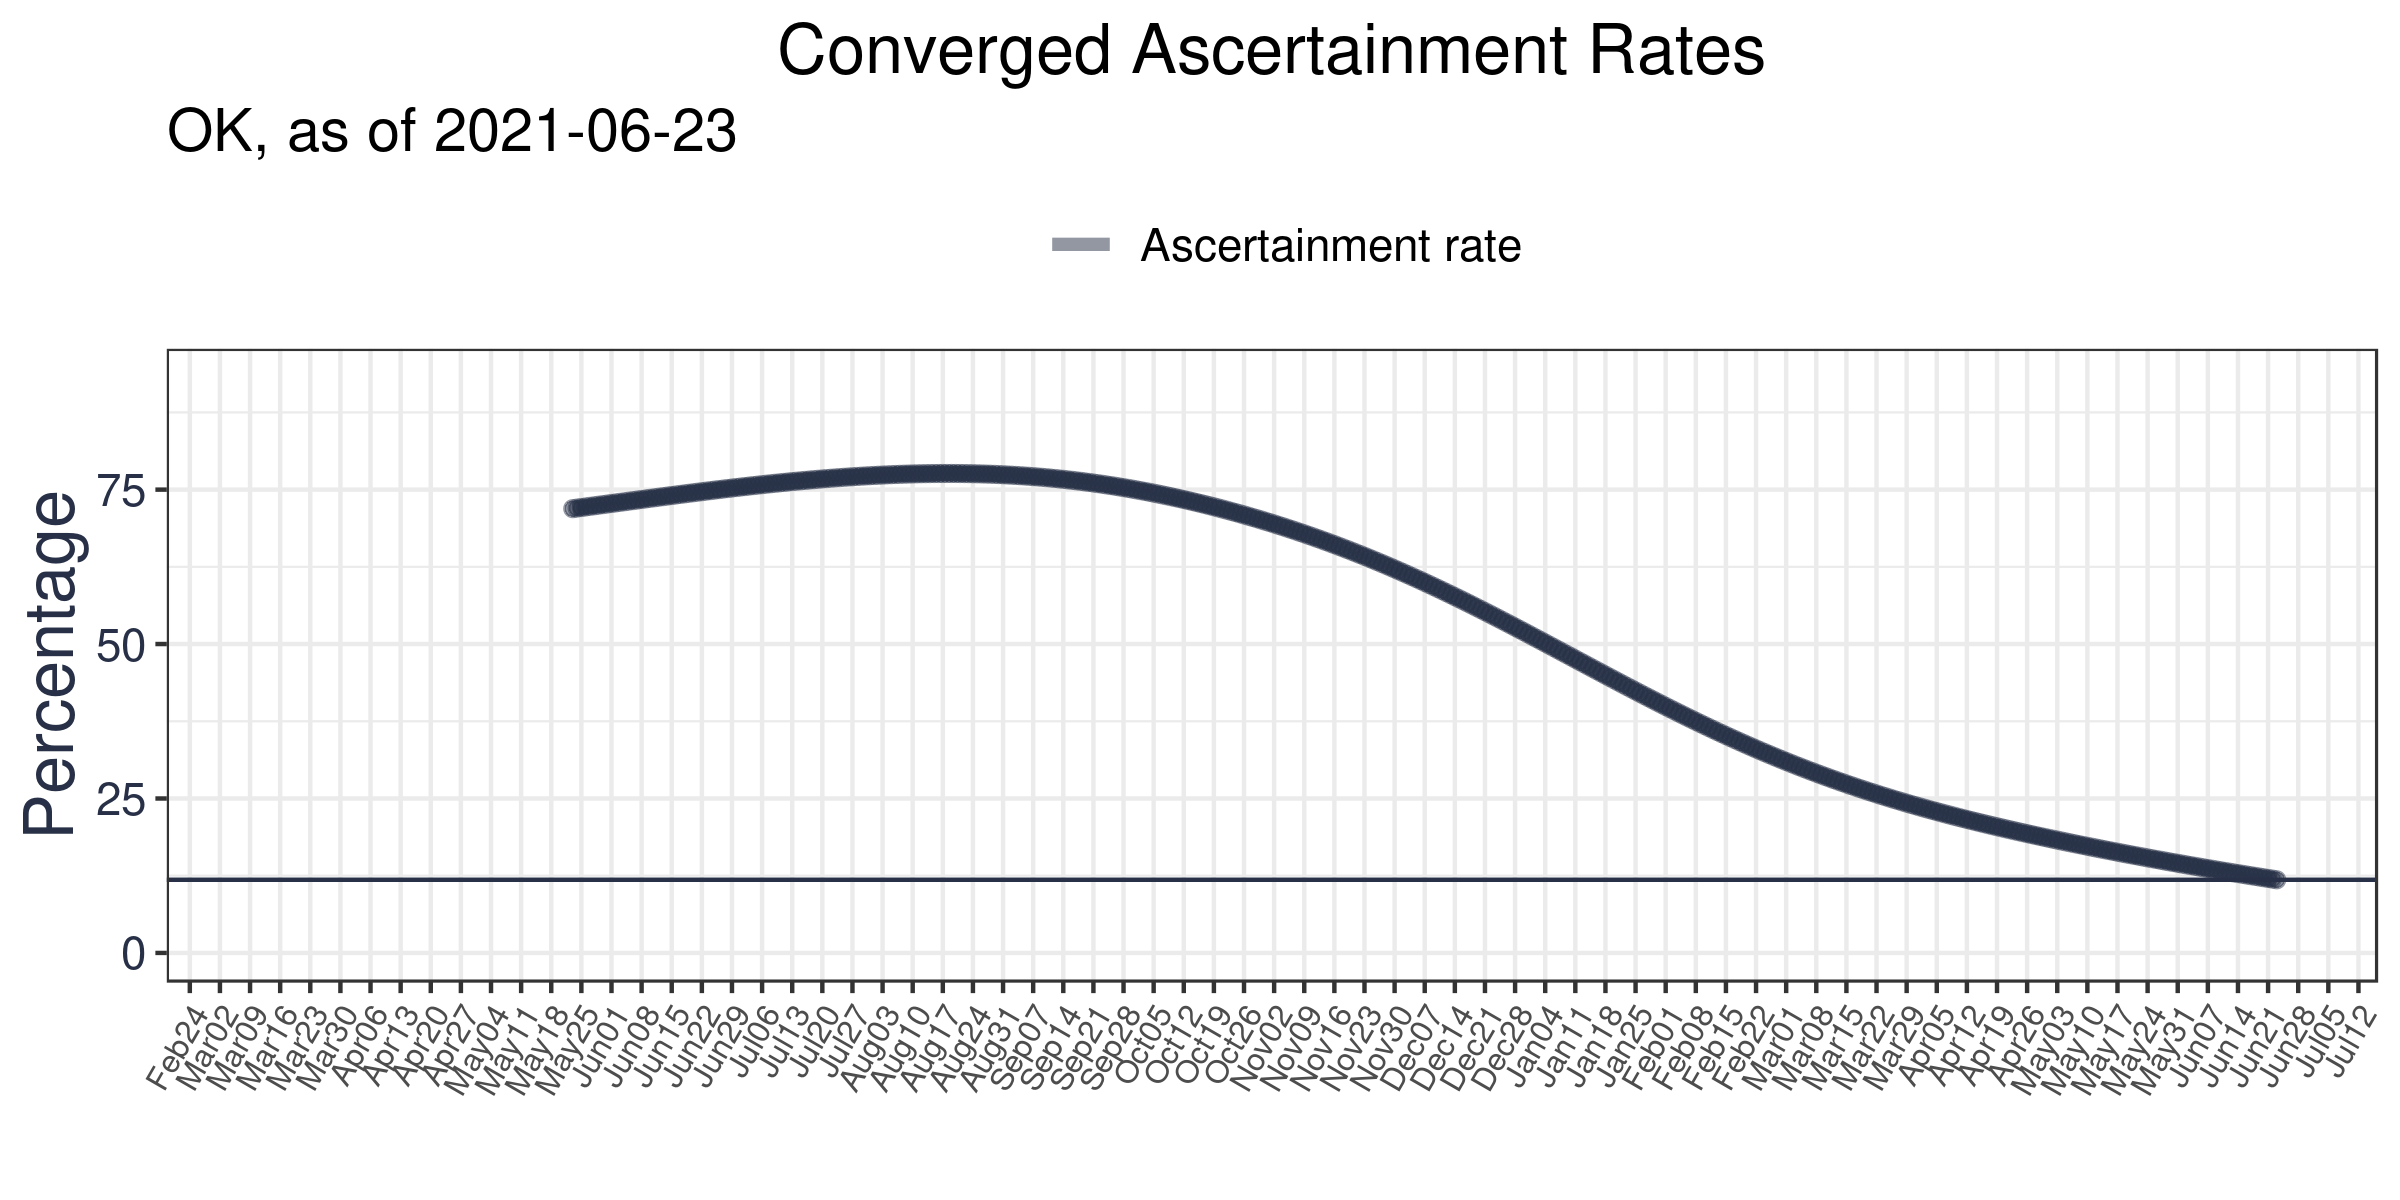 Converged Ascertainment Rates
OK, as of 2021-06-23
Ascertainment rate
Percentage
75
50
25
0
Feb24
Mar02
Mar09
Mar16
Mar23
Mar30
Apr06
Apr13
Apr20
Apr27
May04
May11
May18
May25
Jun01
Jun08
Jun15
Jun22
Jun29
Jul06
Jul13
Jul20
Jul27
Aug03
Aug10
Aug17
Aug24
Aug31
Sep07
Sep14
Sep21
Sep28
Oct05
Oct12
Oct19
Oct26
Nov02
Nov09
Nov16
Nov23
Nov30
Dec07
Dec14
Dec21
Dec28
Jan04
Jan11
Jan18
Jan25
Feb01
Feb08
Feb15
Feb22
Mar01
Mar08
Mar15
Mar22
Mar29
Apr05
Apr12
Apr19
Apr26
May03
May10
May17
May24
May31
Jun07
Jun14
Jun21
Jun28
Jul05
Jul12